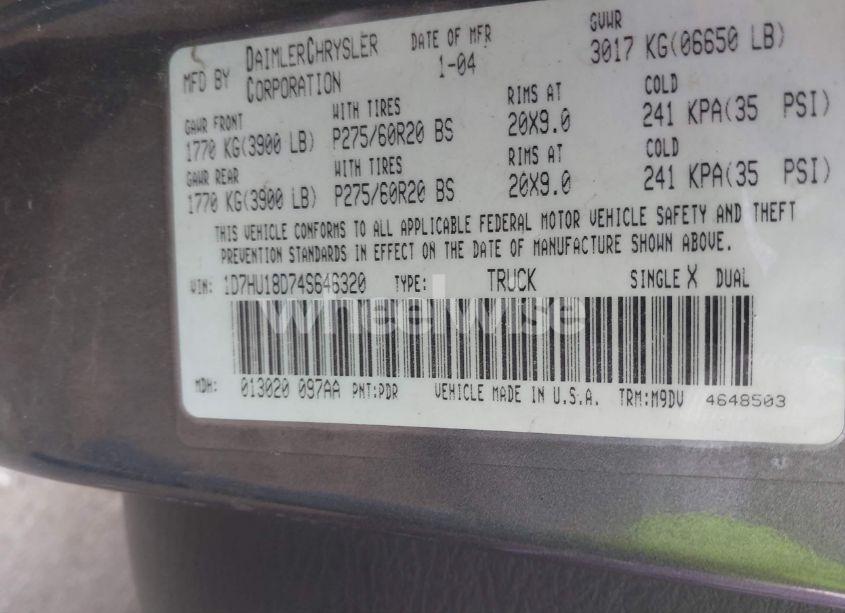 MFD BY DAIMLERCHRYSLER CORPORATION DATE OF MFR 1-04 GVWR 3017 KG(06650 LB)
GAWR FRONT WITH TIRES RIMS AT COLD
1770 KG(3900 LB) P275/60R20 BS 20X9.0 241 KPA(35 PSI)
GAWR REAR WITH TIRES RIMS AT COLD
1770 KG(3900 LB) P275/60R20 BS 20X9.0 241 KPA(35 PSI)
THIS VEHICLE CONFORMS TO ALL APPLICABLE FEDERAL MOTOR VEHICLE SAFETY AND THEFT
PREVENTION STANDARDS IN EFFECT ON THE DATE OF MANUFACTURE SHOWN ABOVE.
VIN: 1D7HU18D74S646320 TYPE: TRUCK SINGLE X DUAL
wheelwise
MDH: 013020 097AA PNT:PDR VEHICLE MADE IN U.S.A. TRM:M9DV 4648503